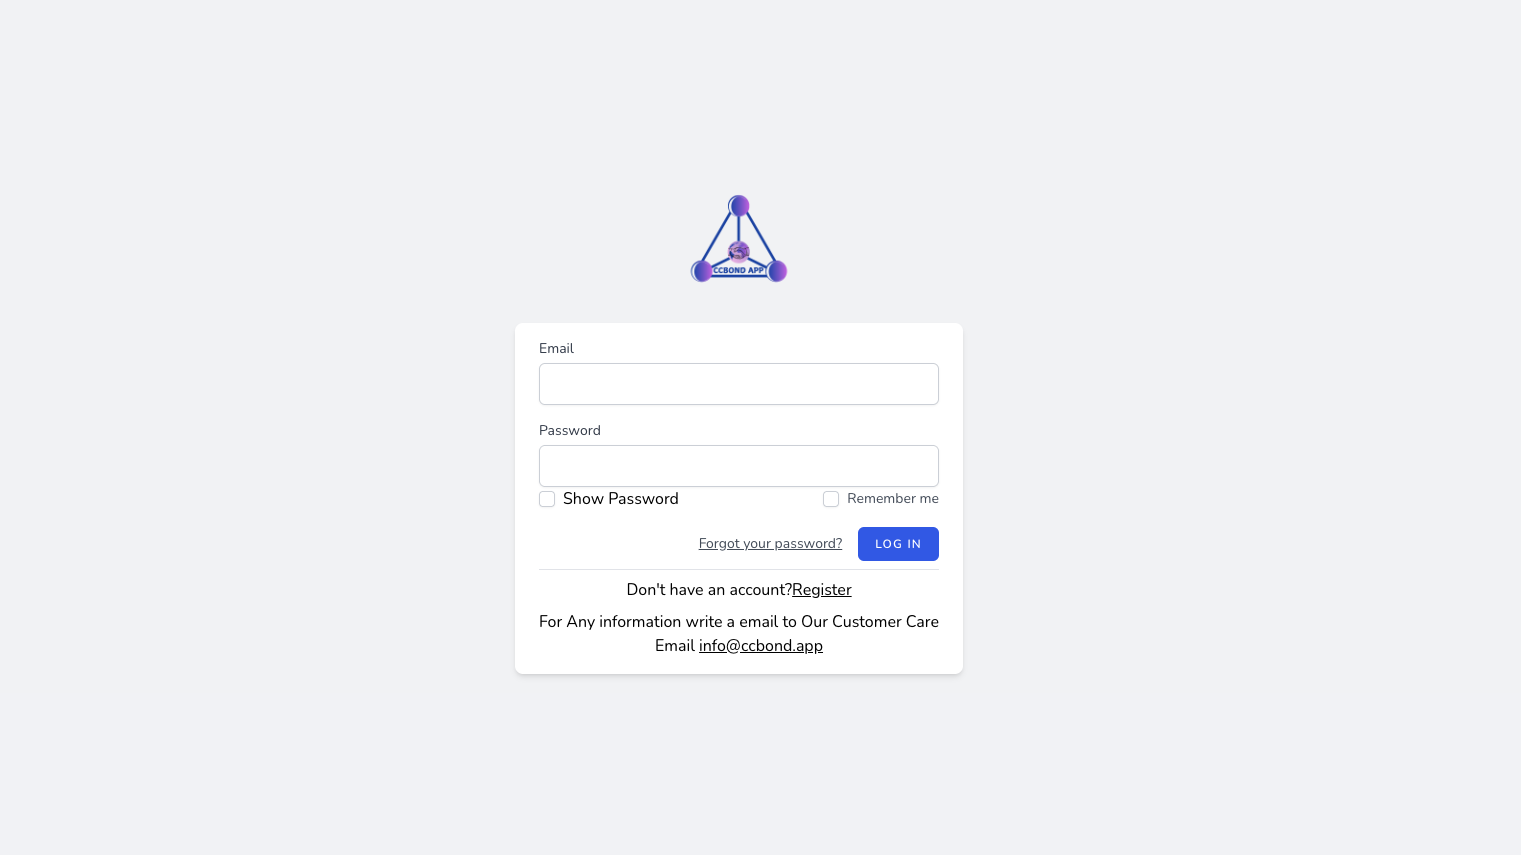 CCBOND APP
Email
Password
Show Password
Remember me
Forgot your password?
LOG IN
Don't have an account?Register
For Any information write a email to Our Customer Care
Email info@ccbond.app